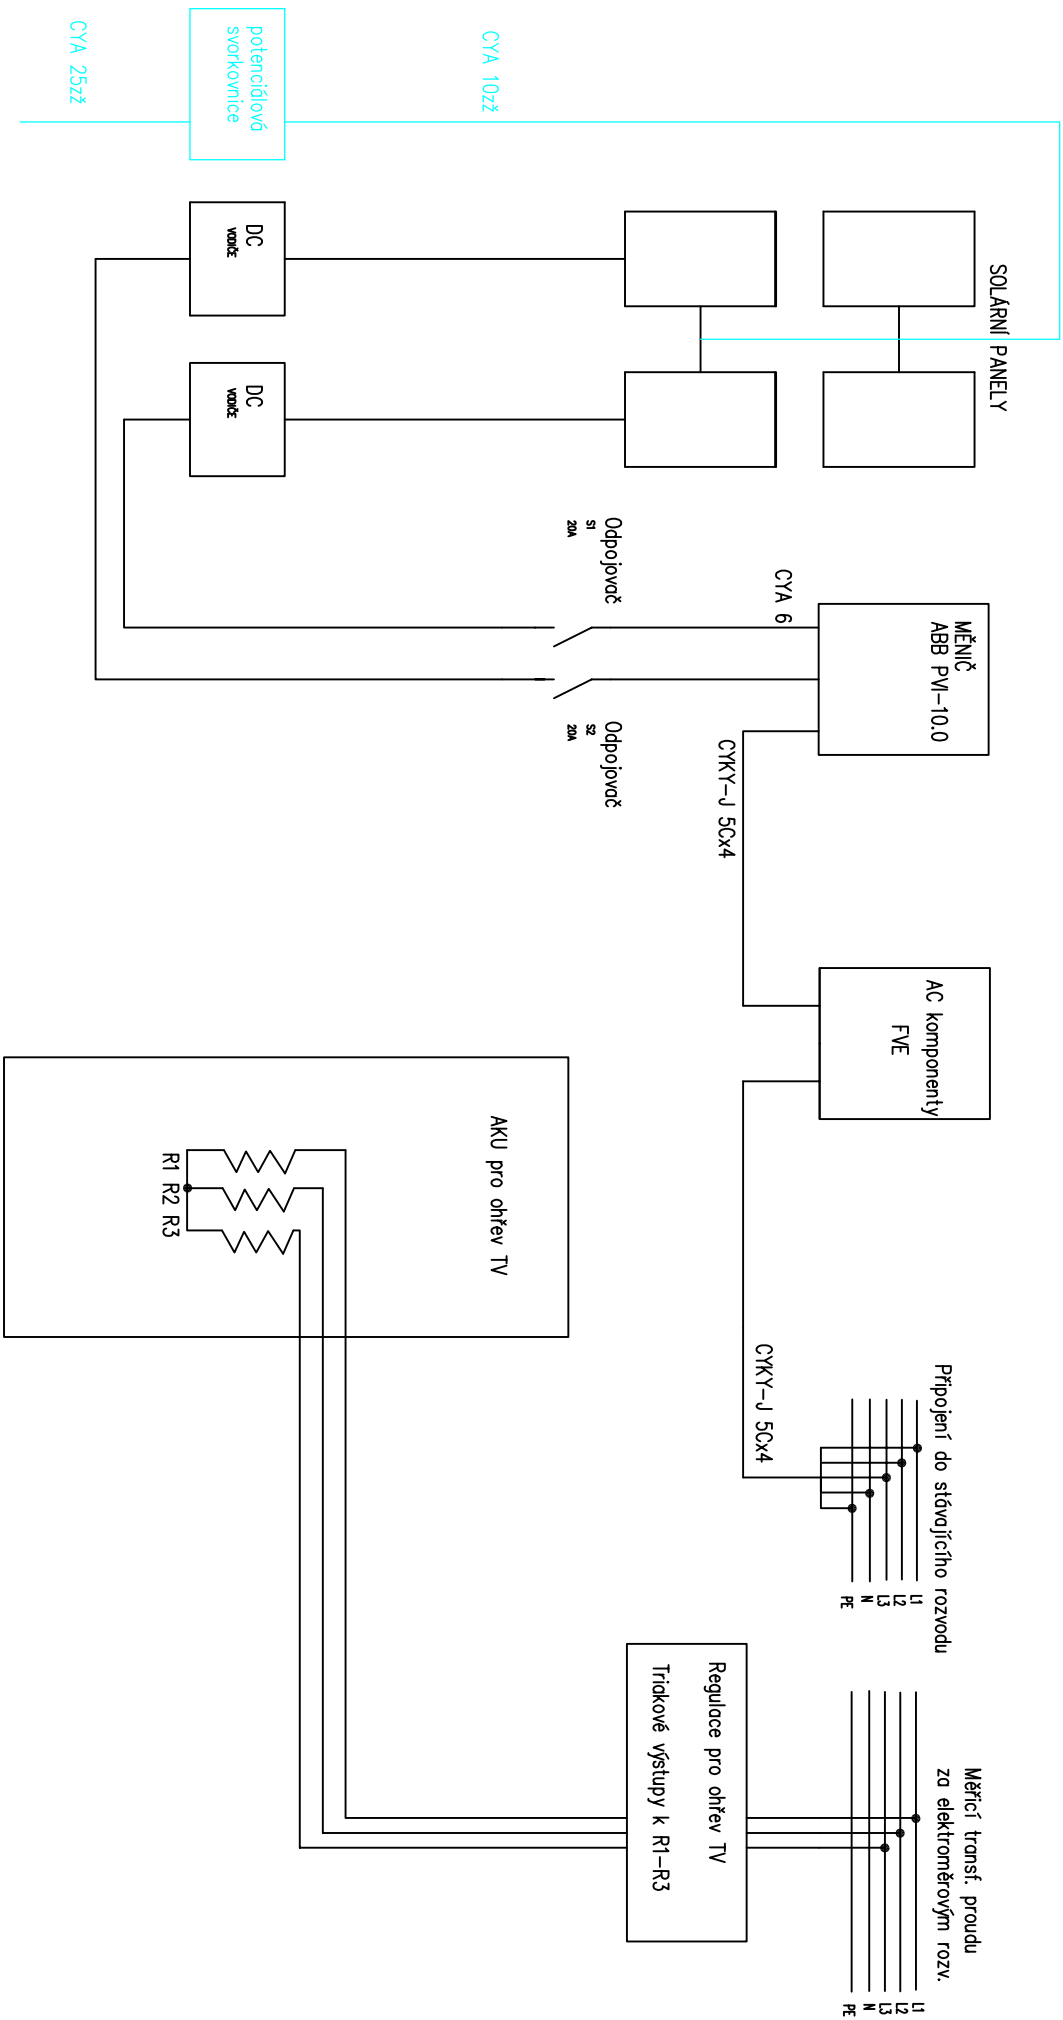 SOLÁRNÍ PANELY
CYA 10zž
potenciálová
svorkovnice
CYA 25zž
DC
VODIČE
DC
VODIČE
Odpojovač
S1
20A
Odpojovač
S2
20A
CYA 6
MĚNIČ
ABB PVI-10.0
CYKY-J 5Cx4
AC komponenty
FVE
CYKY-J 5Cx4
AKU pro ohřev TV
R1 R2 R3
Připojení do stávajícího rozvodu
L1
L2
L3
N
PE
Regulace pro ohřev TV
Triakové výstupy k R1-R3
Měřicí transf. proudu
za elektroměrovým rozv.
L1
L2
L3
N
PE